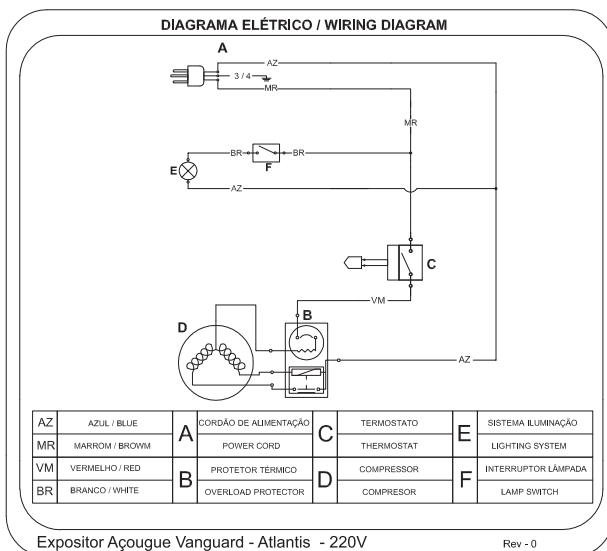 DIAGRAMA ELÉTRICO / WIRING DIAGRAM
A
AZ
3 / 4
MR
MR
BR
BR
E
F
AZ
C
VM
B
D
AZ
AZ AZUL / BLUE
MR MARROM / BROWM
VM VERMELHO / RED
BR BRANCO / WHITE
A CORDÃO DE ALIMENTAÇÃO
POWER CORD
B PROTETOR TÉRMICO
OVERLOAD PROTECTOR
C TERMOSTATO
THERMOSTAT
D COMPRESSOR
COMPRESOR
E SISTEMA ILUMINAÇÃO
LIGHTING SYSTEM
F INTERRUPTOR LÂMPADA
LAMP SWITCH
Expositor Açougue Vanguard - Atlantis - 220V
Rev - 0